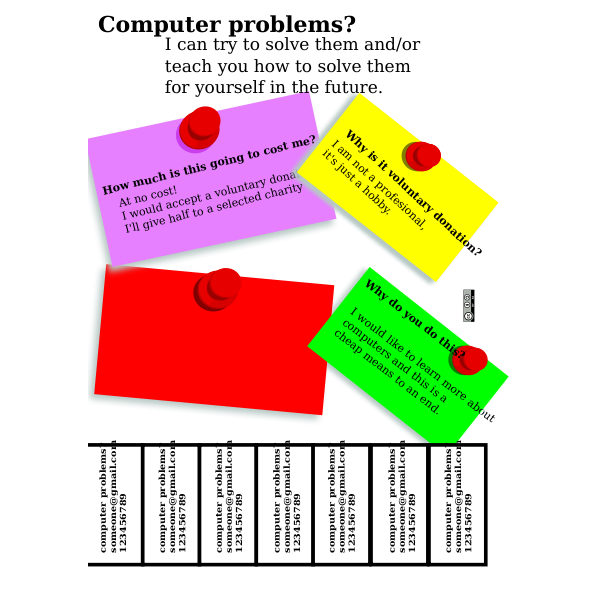 Computer problems?
I can try to solve them and/or
teach you how to solve them
for yourself in the future.
How much is this going to cost me?
At no cost!
I would accept a voluntary
I'll give half to a selected charity
Why is it voluntary donation?
I am not a profesional,
it's just a hobby.
Why do you do this?
I would like to learn more about
computers and this is a
cheap means to an end.
computer problems
someone@gmail.com
123456789
computer problems
someone@gmail.com
123456789
computer problems
someone@gmail.com
123456789
computer problems
someone@gmail.com
123456789
computer problems
someone@gmail.com
123456789
computer problems
someone@gmail.com
123456789
computer problems
someone@gmail.com
123456789